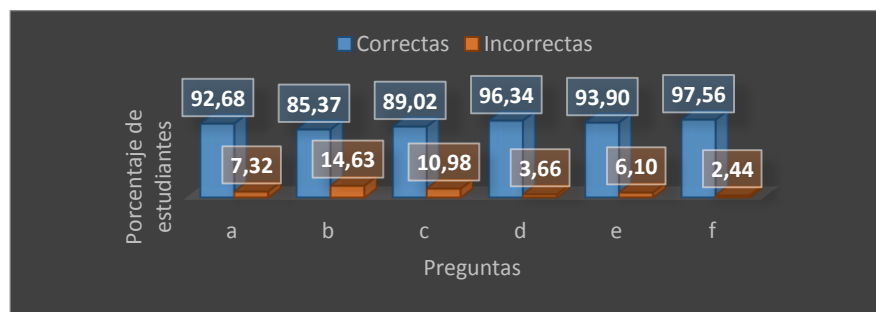 Correctas Incorrectas
92,68 85,37 89,02 96,34 93,90 97,56
7,32 14,63 10,98 3,66 6,10 2,44
Porcentaje de
estudiantes
a b c d e f
Preguntas